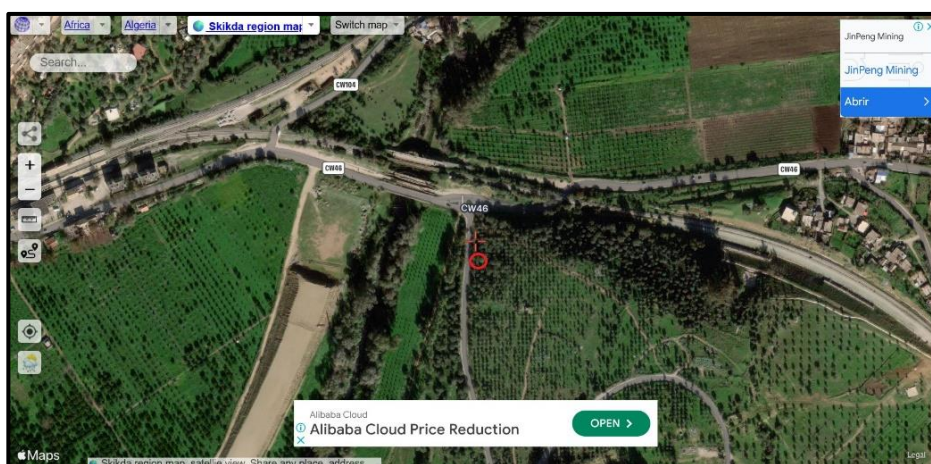 Africa
Algeria
Skikda region map
Switch map
Search...
JinPeng Mining
JinPeng Mining
Abrir
CW104
CW46
CW46
CW46
Alibaba Cloud
Alibaba Cloud Price Reduction
OPEN
Maps
Skikda region map, satellite view. Share any place, address
Legal